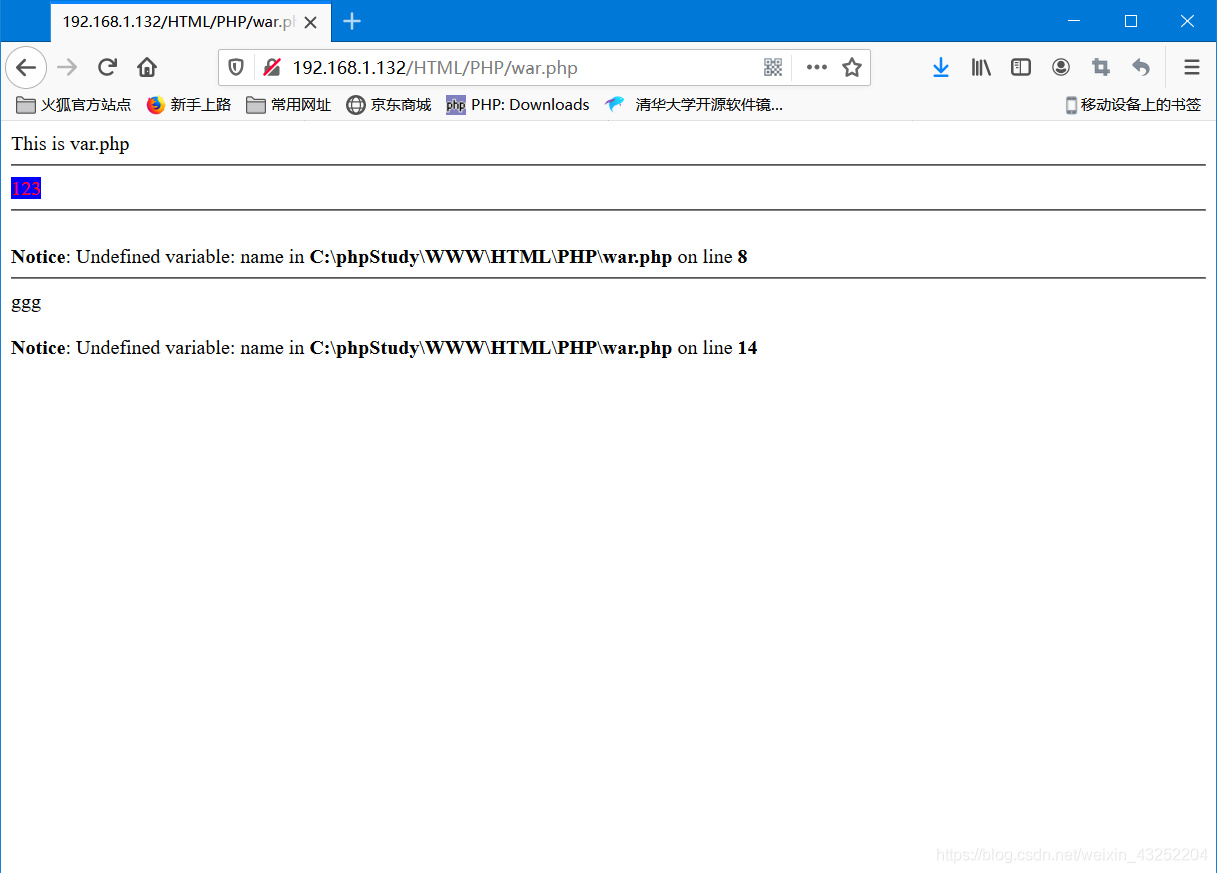 192.168.1.132/HTML/PHP/war.ph
192.168.1.132/HTML/PHP/war.php
火狐官方站点 新手上路 常用网址 京东商城 php PHP: Downloads 清华大学开源软件镜... 移动设备上的书签
This is var.php
123
Notice: Undefined variable: name in C:\phpStudy\WWW\HTML\PHP\war.php on line 8
ggg
Notice: Undefined variable: name in C:\phpStudy\WWW\HTML\PHP\war.php on line 14
https://blog.csdn.net/weixin_43252204